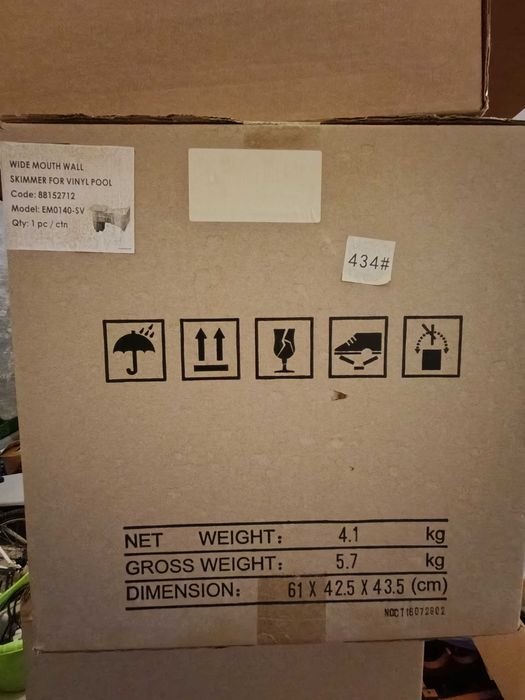 WIDE MOUTH WALL
SKIMMER FOR VINYL POOL
Code: 88152712
Model: EM0140-SV
Qty: 1 pc / ctn
434#
NET WEIGHT: 4.1 kg
GROSS WEIGHT: 5.7 kg
DIMENSION: 61 X 42.5 X 43.5 (cm)
NOCT16072802